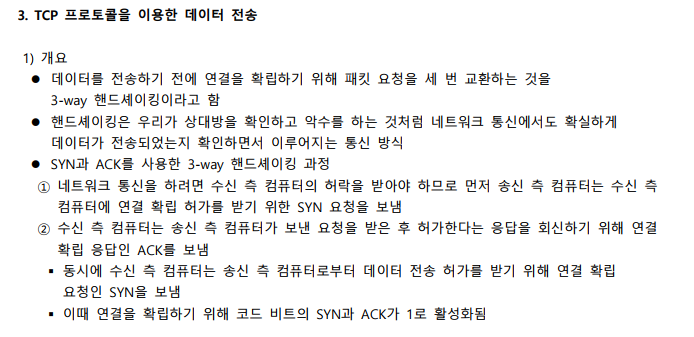 3. TCP 프로토콜을 이용한 데이터 전송
1) 개요
● 데이터를 전송하기 전에 연결을 확립하기 위해 패킷 요청을 세 번 교환하는 것을
3-way 핸드셰이킹이라고 함
● 핸드셰이킹은 우리가 상대방을 확인하고 악수를 하는 것처럼 네트워크 통신에서도 확실하게
데이터가 전송되었는지 확인하면서 이루어지는 통신 방식
● SYN과 ACK를 사용한 3-way 핸드셰이킹 과정
① 네트워크 통신을 하려면 수신 측 컴퓨터의 허락을 받아야 하므로 먼저 송신 측 컴퓨터는 수신 측
컴퓨터에 연결 확립 허가를 받기 위한 SYN 요청을 보냄
② 수신 측 컴퓨터는 송신 측 컴퓨터가 보낸 요청을 받은 후 허가한다는 응답을 회신하기 위해 연결
확립 응답인 ACK를 보냄
▪ 동시에 수신 측 컴퓨터는 송신 측 컴퓨터로부터 데이터 전송 허가를 받기 위해 연결 확립
요청인 SYN을 보냄
▪ 이때 연결을 확립하기 위해 코드 비트의 SYN과 ACK가 1로 활성화됨